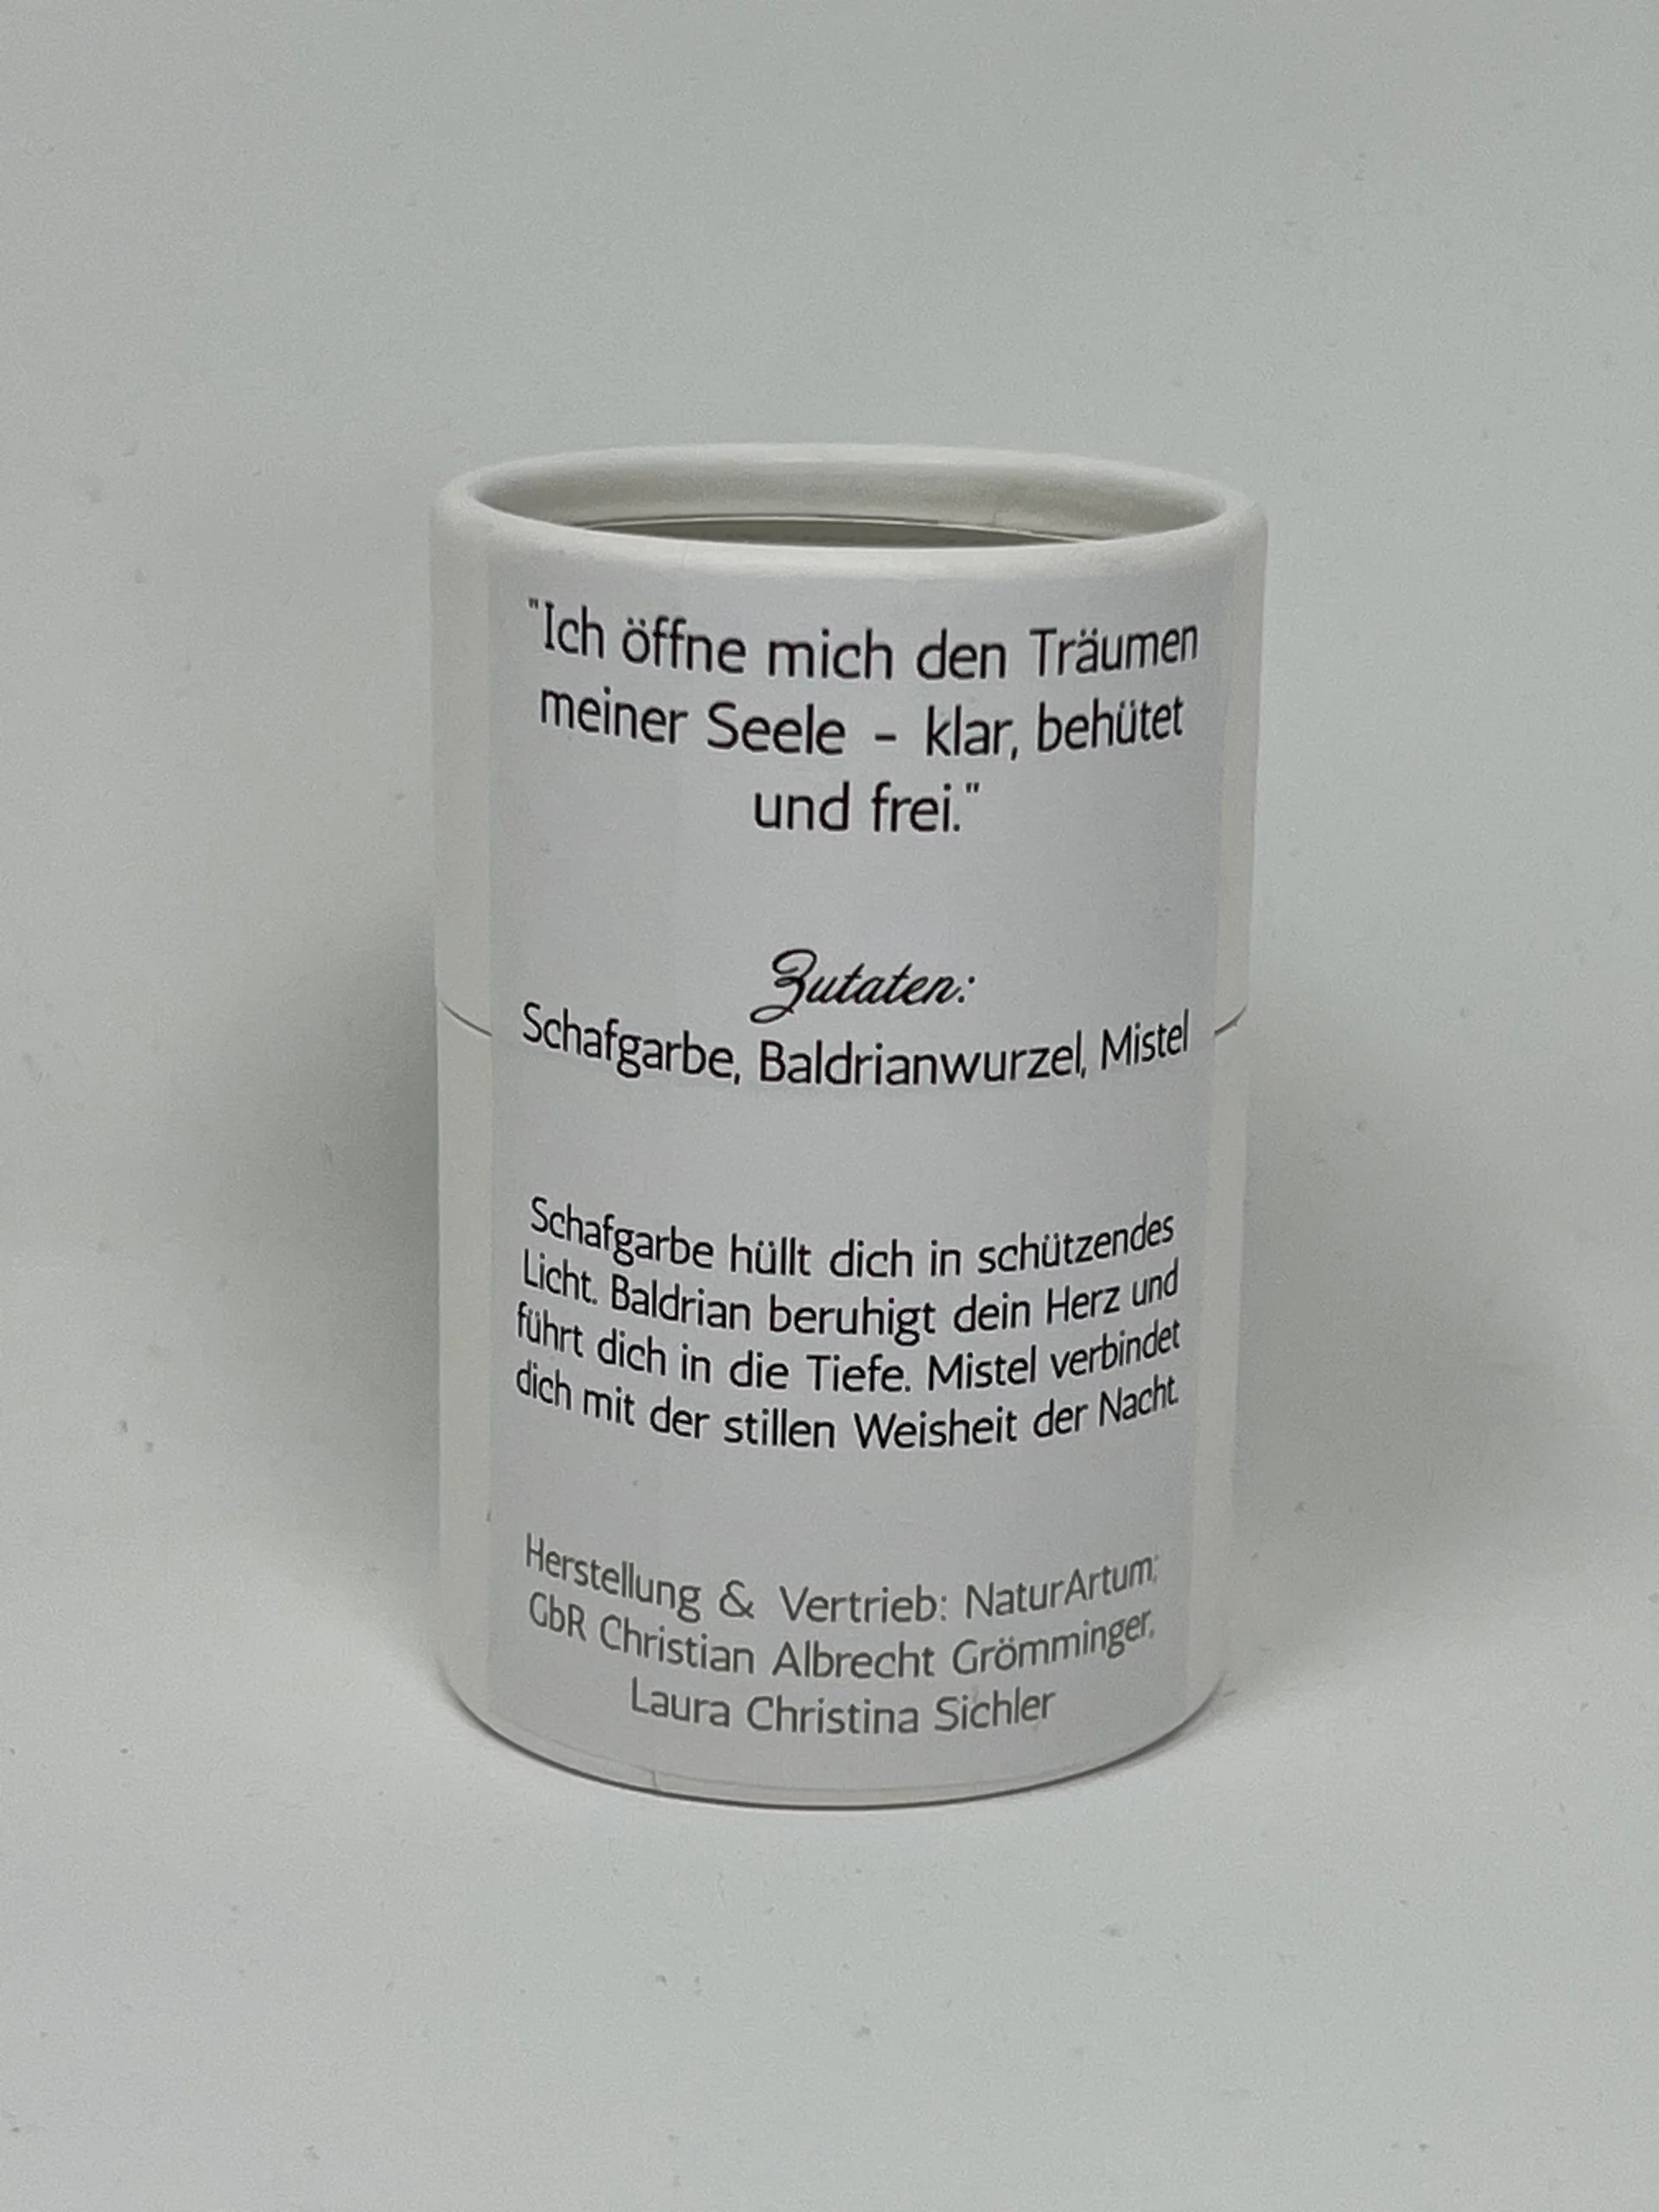 "Ich öffne mich den Träumen
meiner Seele - klar, behütet
und frei."
Zutaten:
Schafgarbe, Baldrianwurzel, Mistel
Schafgarbe hüllt dich in schützendes
Licht. Baldrian beruhigt dein Herz und
führt dich in die Tiefe. Mistel verbindet
dich mit der stillen Weisheit der Nacht.
Herstellung & Vertrieb: NaturArtum;
GbR Christian Albrecht Grömminger,
Laura Christina Sichler